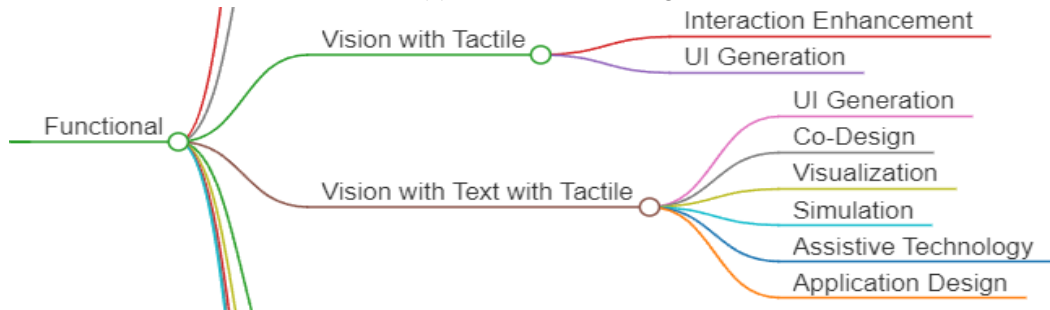 Functional
Vision with Tactile
Interaction Enhancement
UI Generation
Vision with Text with Tactile
UI Generation
Co-Design
Visualization
Simulation
Assistive Technology
Application Design